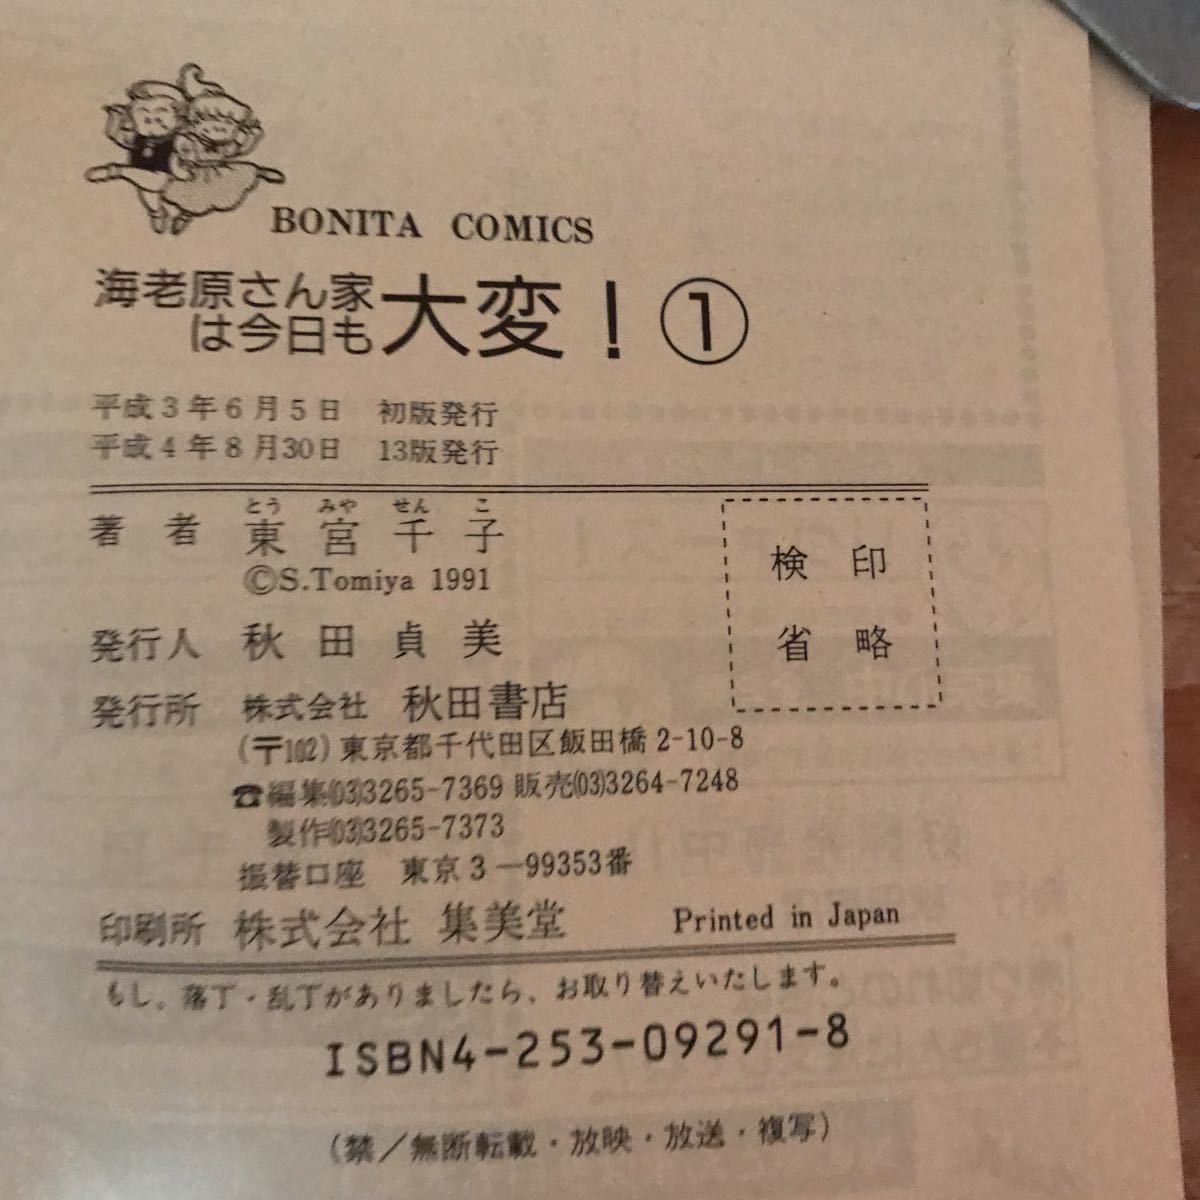 BONITA COMICS
海老原さん家
は今日も
大変！①
平成3年6月5日 初版発行
平成4年8月30日 13版発行
とう みや せん こ
著者 東宮千子
©S.Tomiya 1991
検印
省略
発行人 秋田貞美
発行所 株式会社 秋田書店
(〒102)東京都千代田区飯田橋2-10-8
☎編集(03)3265-7369 販売(03)3264-7248
製作(03)3265-7373
振替口座 東京3―99353番
印刷所 株式会社 集美堂 Printed in Japan
もし、落丁・乱丁がありましたら、お取り替えいたします。
ISBN4-253-09291-8
(禁／無断転載・放映・放送・複写)